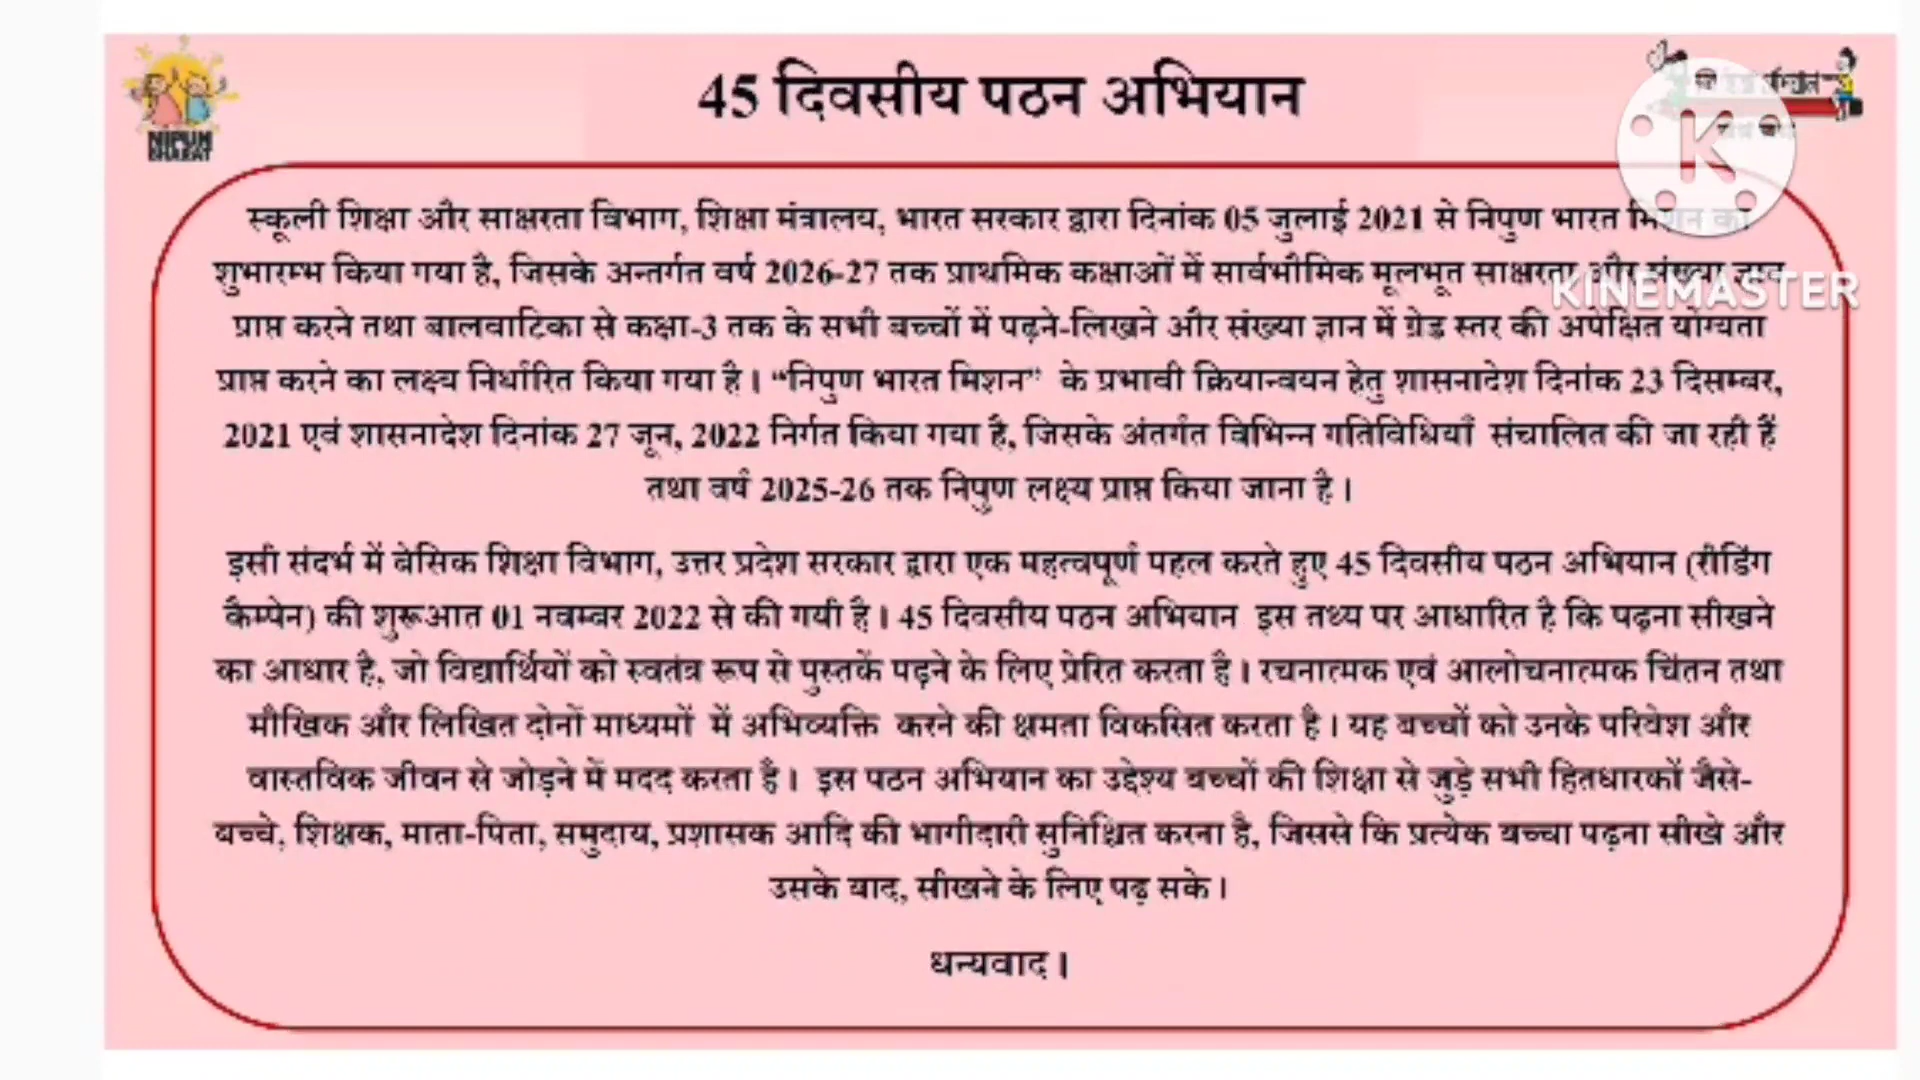 45 दिवसीय पठन अभियान
NIPUN
BHARAT
K
KINEMASTER
स्कूली शिक्षा और साक्षरता विभाग, शिक्षा मंत्रालय, भारत सरकार द्वारा दिनांक 05 जुलाई 2021 से निपुण भारत मिशन का
शुभारम्भ किया गया है, जिसके अन्तर्गत वर्ष 2026-27 तक प्राथमिक कक्षाओं में सार्वभौमिक मूलभूत साक्षरता और संख्या ज्ञान
प्राप्त करने तथा बालवाटिका से कक्षा-3 तक के सभी बच्चों में पढ़ने-लिखने और संख्या ज्ञान में ग्रेड स्तर की अपेक्षित योग्यता
प्राप्त करने का लक्ष्य निर्धारित किया गया है। “निपुण भारत मिशन” के प्रभावी क्रियान्वयन हेतु शासनादेश दिनांक 23 दिसम्बर,
2021 एवं शासनादेश दिनांक 27 जून, 2022 निर्गत किया गया है, जिसके अंतर्गत विभिन्न गतिविधियाँ संचालित की जा रही हैं
तथा वर्ष 2025-26 तक निपुण लक्ष्य प्राप्त किया जाना है।
इसी संदर्भ में बेसिक शिक्षा विभाग, उत्तर प्रदेश सरकार द्वारा एक महत्वपूर्ण पहल करते हुए 45 दिवसीय पठन अभियान (रीडिंग
कैम्पेन) की शुरूआत 01 नवम्बर 2022 से की गयी है। 45 दिवसीय पठन अभियान इस तथ्य पर आधारित है कि पढ़ना सीखने
का आधार है, जो विद्यार्थियों को स्वतंत्र रूप से पुस्तकें पढ़ने के लिए प्रेरित करता है। रचनात्मक एवं आलोचनात्मक चिंतन तथा
मौखिक और लिखित दोनों माध्यमों में अभिव्यक्ति करने की क्षमता विकसित करता है। यह बच्चों को उनके परिवेश और
वास्तविक जीवन से जोड़ने में मदद करता है। इस पठन अभियान का उद्देश्य बच्चों की शिक्षा से जुड़े सभी हितधारकों जैसे-
बच्चे, शिक्षक, माता-पिता, समुदाय, प्रशासक आदि की भागीदारी सुनिश्चित करना है, जिससे कि प्रत्येक बच्चा पढ़ना सीखे और
उसके बाद, सीखने के लिए पढ़ सके।
धन्यवाद।